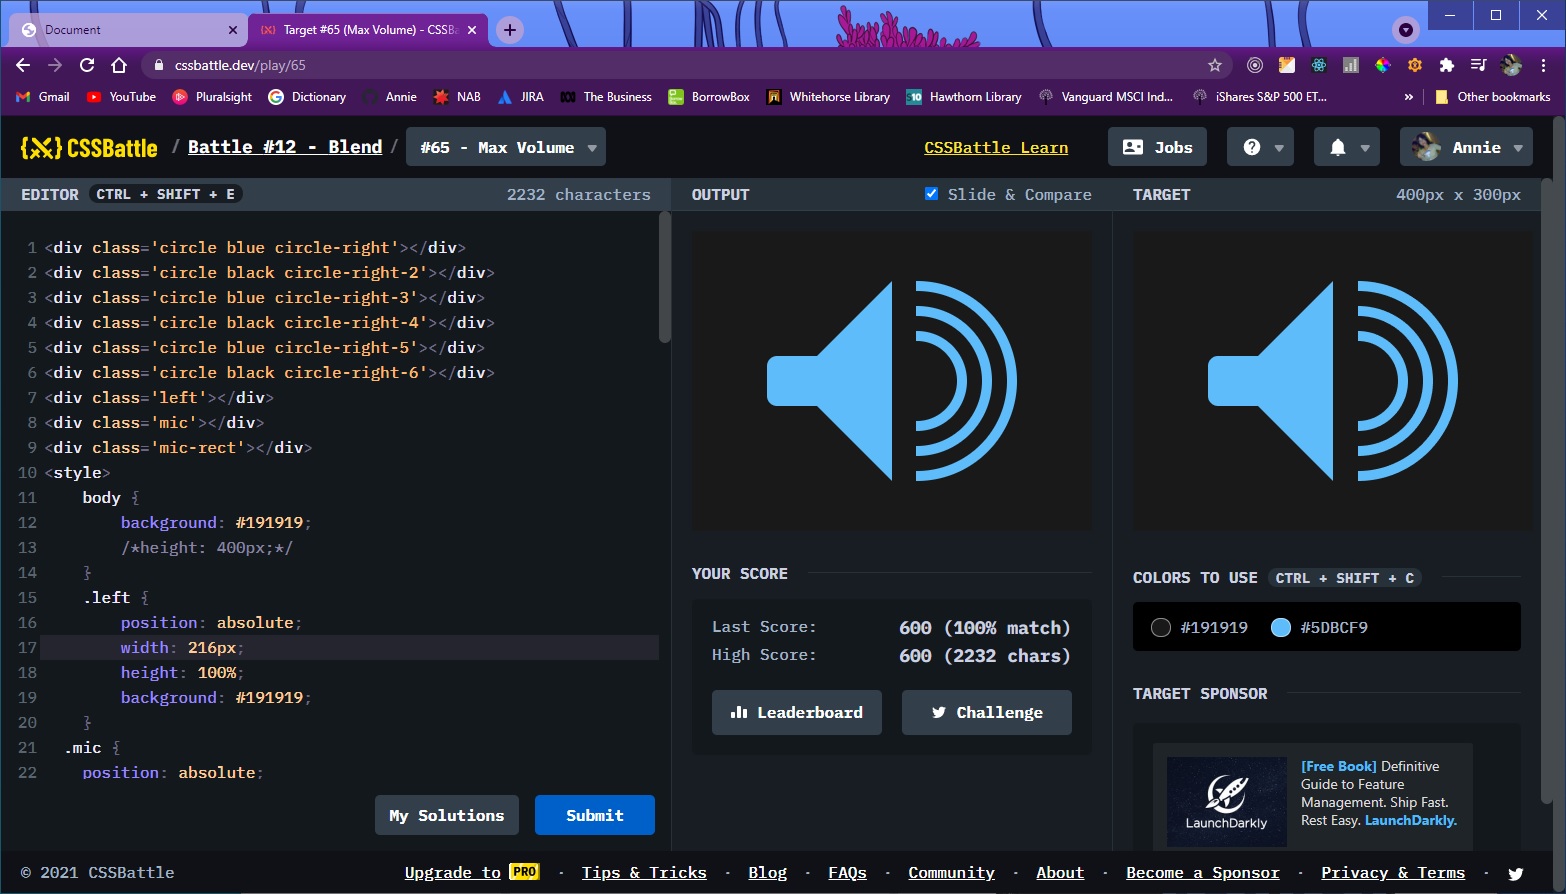 Document
Target #65 (Max Volume) - CSSBa
cssbattle.dev/play/65
Gmail YouTube Pluralsight Dictionary Annie NAB JIRA The Business BorrowBox Whitehorse Library Hawthorn Library Vanguard MSCI Ind... iShares S&P 500 ET... » Other bookmarks
{X} CSSBattle / Battle #12 - Blend / #65 - Max Volume CSSBattle Learn Jobs ? Annie
EDITOR CTRL + SHIFT + E 2232 characters
OUTPUT Slide & Compare
TARGET 400px x 300px
1 <div class='circle blue circle-right'></div>
2 <div class='circle black circle-right-2'></div>
3 <div class='circle blue circle-right-3'></div>
4 <div class='circle black circle-right-4'></div>
5 <div class='circle blue circle-right-5'></div>
6 <div class='circle black circle-right-6'></div>
7 <div class='left'></div>
8 <div class='mic'></div>
9 <div class='mic-rect'></div>
10 <style>
11 body {
12 background: #191919;
13 /*height: 400px;*/
14 }
15 .left {
16 position: absolute;
17 width: 216px;
18 height: 100%;
19 background: #191919;
20 }
21 .mic {
22 position: absolute;
My Solutions Submit
YOUR SCORE
Last Score: 600 (100% match)
High Score: 600 (2232 chars)
Leaderboard Challenge
COLORS TO USE CTRL + SHIFT + C
#191919 #5DBCF9
TARGET SPONSOR
LaunchDarkly
[Free Book] Definitive
Guide to Feature
Management. Ship Fast.
Rest Easy. LaunchDarkly.
© 2021 CSSBattle Upgrade to PRO · Tips & Tricks · Blog · FAQs · Community · About · Become a Sponsor · Privacy & Terms ·